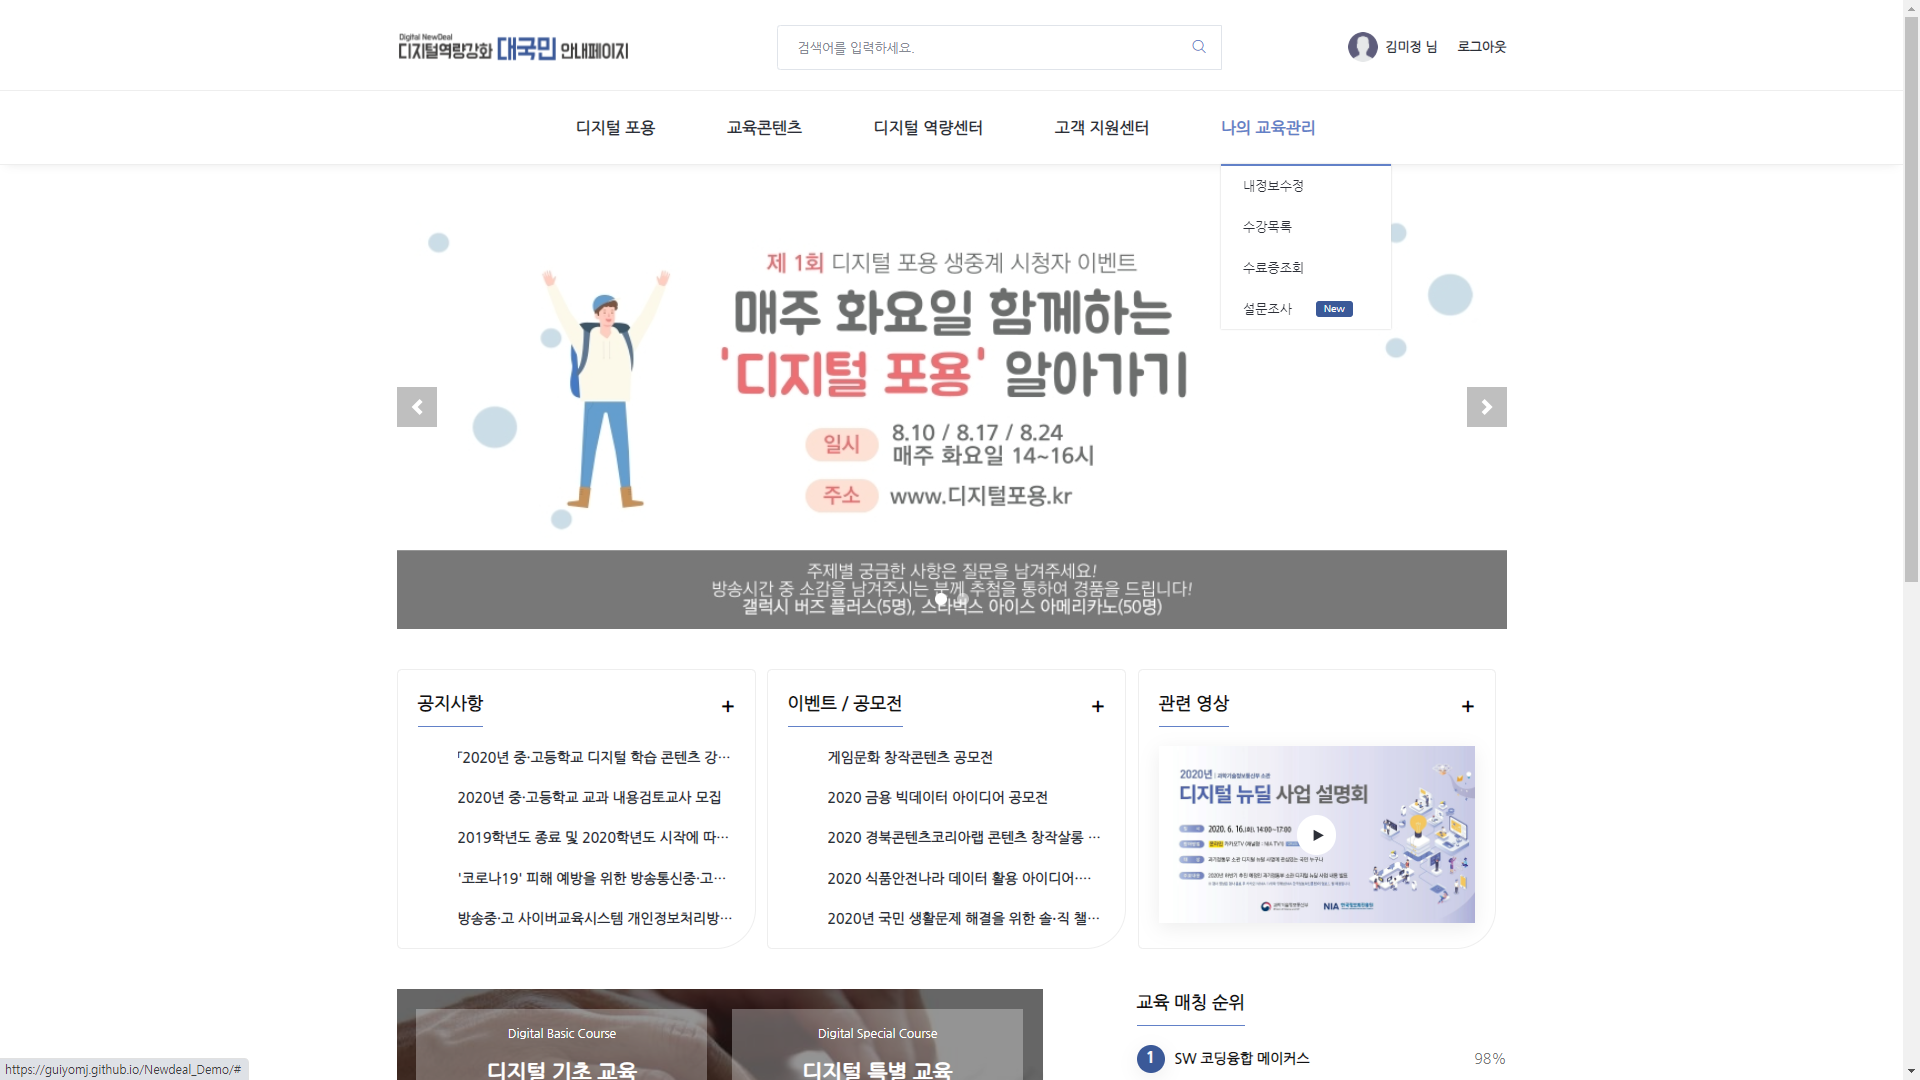 Digital NewDeal
디지털역량강화 대국민 안내페이지
검색어를 입력하세요.
김미정 님
로그아웃
디지털 포용
교육콘텐츠
디지털 역량센터
고객 지원센터
나의 교육관리
내정보수정
수강목록
수료증조회
설문조사 New
제 1회 디지털 포용 생중계 시청자 이벤트
매주 화요일 함께하는
'디지털 포용' 알아가기
일시
8.10 / 8.17 / 8.24
매주 화요일 14~16시
주소 www.디지털포용.kr
주제별 궁금한 사항은 질문을 남겨주세요!
방송시간 중 소감을 남겨주시는 분께 추첨을 통하여 경품을 드립니다!
갤럭시 버즈 플러스(5명), 스타벅스 아이스 아메리카노(50명)
공지사항 +
「2020년 중·고등학교 디지털 학습 콘텐츠 강…
2020년 중·고등학교 교과 내용검토교사 모집
2019학년도 종료 및 2020학년도 시작에 따…
'코로나19' 피해 예방을 위한 방송통신중·고…
방송중·고 사이버교육시스템 개인정보처리방…
이벤트 / 공모전 +
게임문화 창작콘텐츠 공모전
2020 금융 빅데이터 아이디어 공모전
2020 경북콘텐츠코리아랩 콘텐츠 창작살롱 …
2020 식품안전나라 데이터 활용 아이디어·…
2020년 국민 생활문제 해결을 위한 솔·직 챌…
관련 영상 +
2020년 | 과학기술정보통신부 소관
디지털 뉴딜 사업 설명회
2020. 6. 16.(화), 14:00~17:00
과학기술정보통신부
NIA 한국정보화진흥원
Digital Basic Course
디지털 기초 교육
Digital Special Course
디지털 특별 교육
교육 매칭 순위
1 SW 코딩융합 메이커스 98%
https://guiyomj.github.io/Newdeal_Demo/#